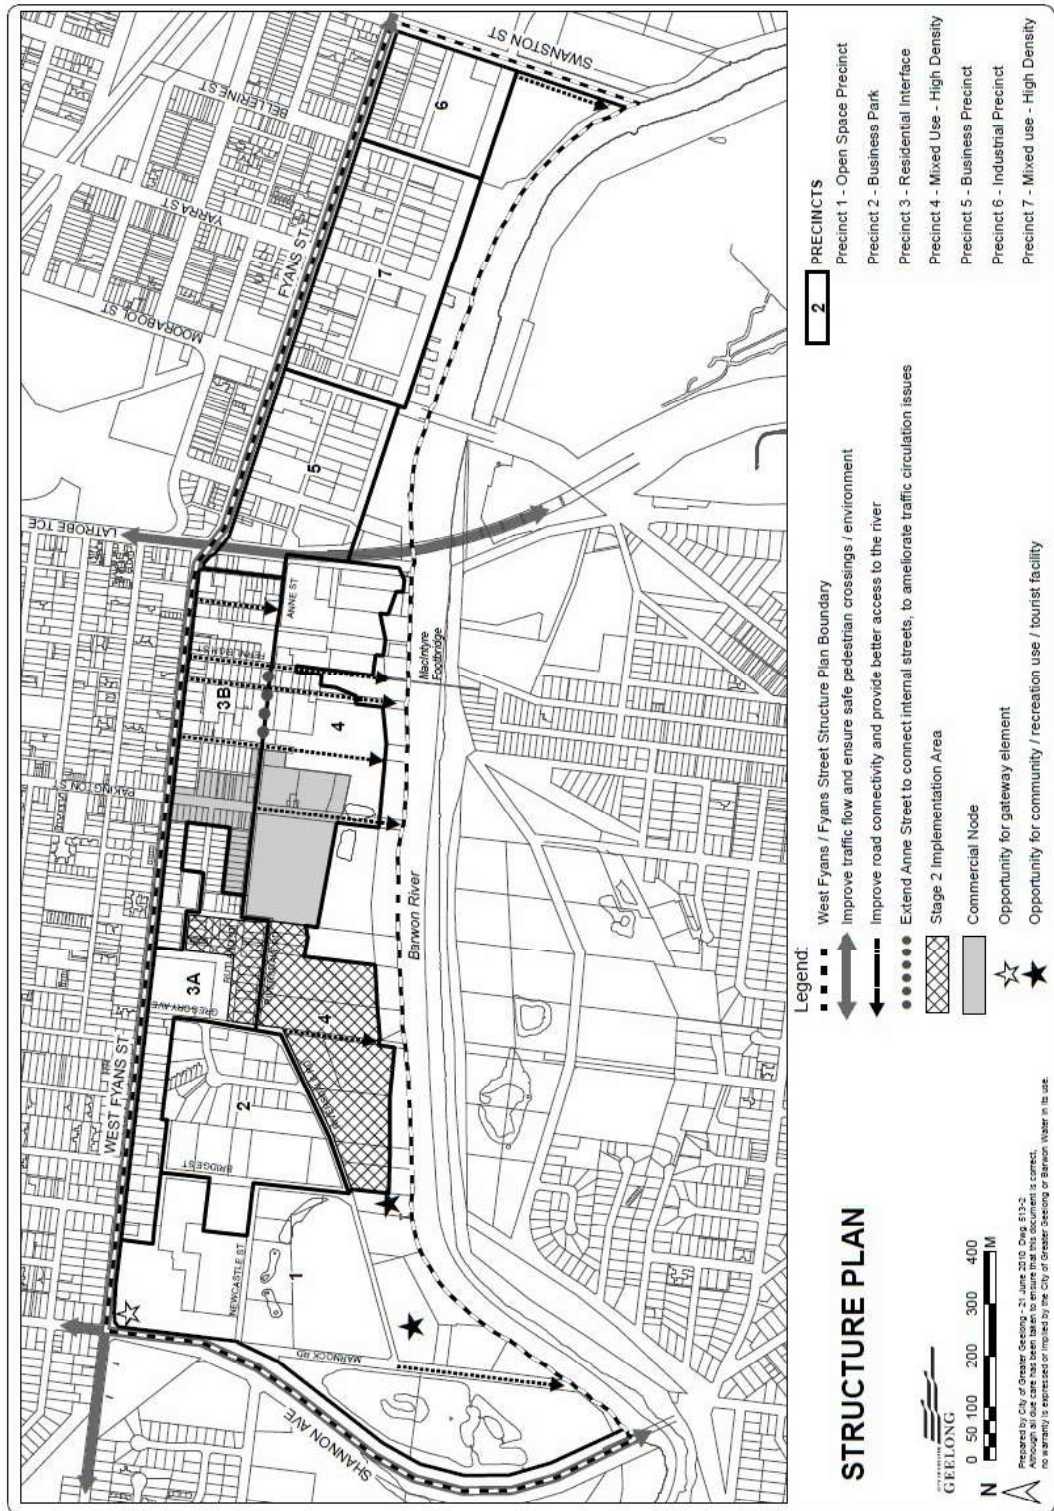 WEST FYANS ST
FYANS ST
SHANNON AVE
MARNOCK RD
NEWCASTLE ST
BRIDGE ST
GREGORY AVE
PAKINGTON ST
ANNE ST
LATROBE TCE
MOORABOOL ST
YARRA ST
BELLERINE ST
SWANSTON ST
1
2
3A
3B
4
4
5
6
7
Barwon River
MacIntyre
Footbridge
STRUCTURE PLAN
GEELONG
N
0 50 100 200 300 400
M
Prepared by City of Greater Geelong - 21 June 2010 Dwg. 613-2
Although all due care has been taken to ensure that this document is correct,
no warranty is expressed or implied by the City of Greater Geelong or Barwon Water in its use.
Legend:
West Fyans / Fyans Street Structure Plan Boundary
Improve traffic flow and ensure safe pedestrian crossings / environment
Improve road connectivity and provide better access to the river
Extend Anne Street to connect internal streets, to ameliorate traffic circulation issues
Stage 2 Implementation Area
Commercial Node
Opportunity for gateway element
Opportunity for community / recreation use / tourist facility
2 PRECINCTS
Precinct 1 - Open Space Precinct
Precinct 2 - Business Park
Precinct 3 - Residential Interface
Precinct 4 - Mixed Use - High Density
Precinct 5 - Business Precinct
Precinct 6 - Industrial Precinct
Precinct 7 - Mixed use - High Density